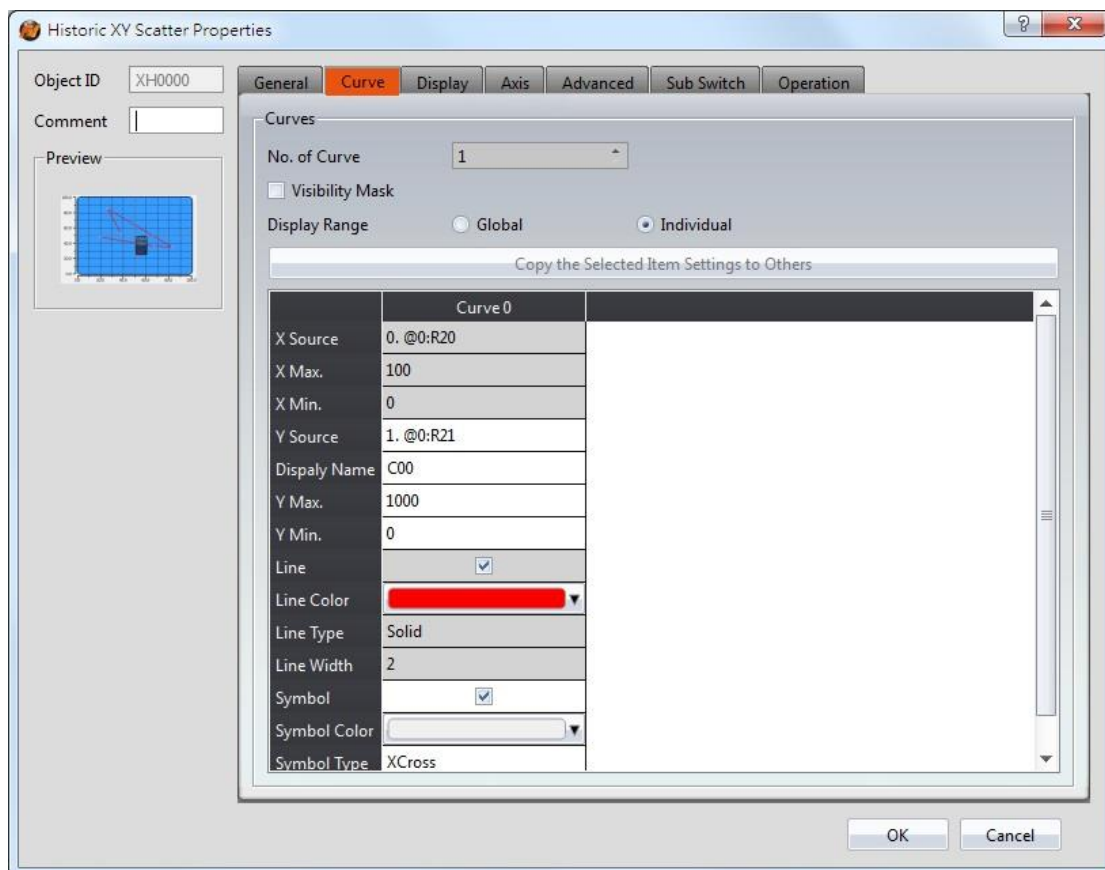 Historic XY Scatter Properties
Object ID XH0000
Comment
Preview
General Curve Display Axis Advanced Sub Switch Operation
Curves
No. of Curve 1
Visibility Mask
Display Range Global Individual
Copy the Selected Item Settings to Others
Curve 0
X Source 0. @0:R20
X Max. 100
X Min. 0
Y Source 1. @0:R21
Dispaly Name C00
Y Max. 1000
Y Min. 0
Line
Line Color
Line Type Solid
Line Width 2
Symbol
Symbol Color
Symbol Type XCross
OK Cancel